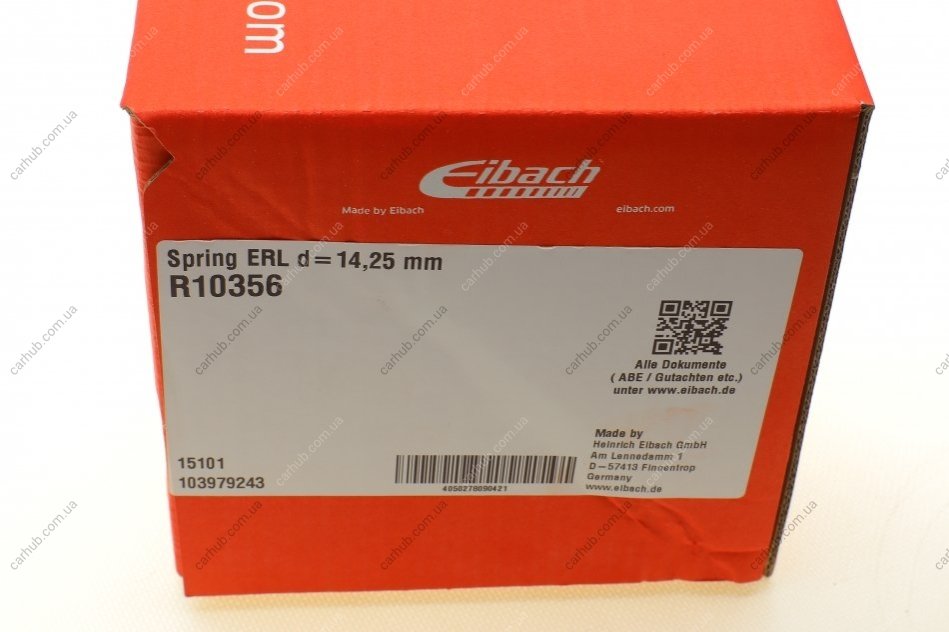 om
Eibach
Made by Eibach
eibach.com
Spring ERL d=14,25 mm
R10356
Alle Dokumente
( ABE / Gutachten etc.)
unter www.eibach.de
Made by
Heinrich Eibach GmbH
Am Lennedamm 1
D-57413 Finnentrop
Germany
www.eibach.de
15101
103979243
4050278090421
carhub.com.ua